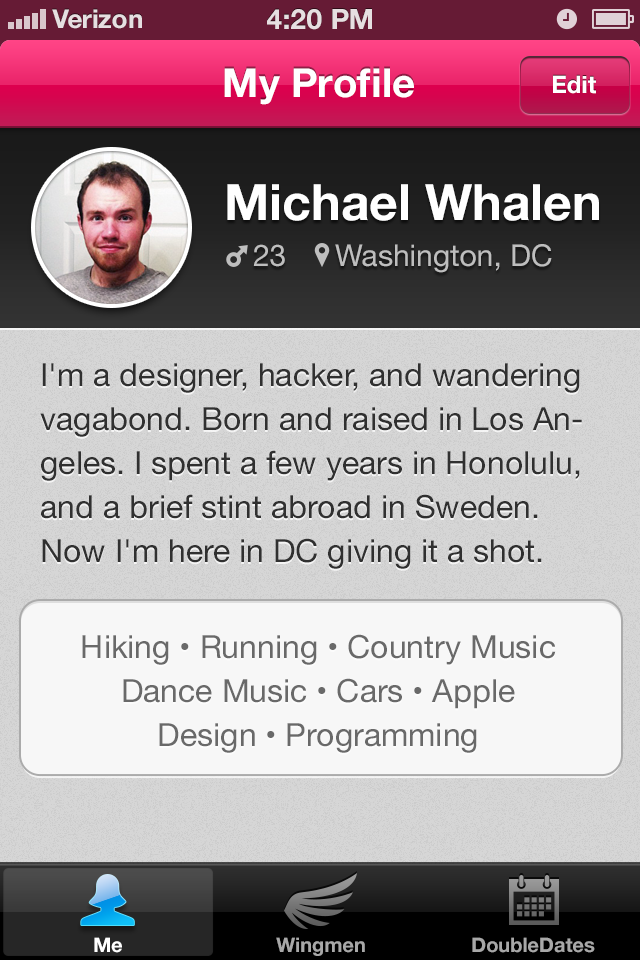 Verizon 4:20 PM
My Profile Edit
Michael Whalen
♂23 Washington, DC
I'm a designer, hacker, and wandering
vagabond. Born and raised in Los An-
geles. I spent a few years in Honolulu,
and a brief stint abroad in Sweden.
Now I'm here in DC giving it a shot.
Hiking • Running • Country Music
Dance Music • Cars • Apple
Design • Programming
Me Wingmen DoubleDates